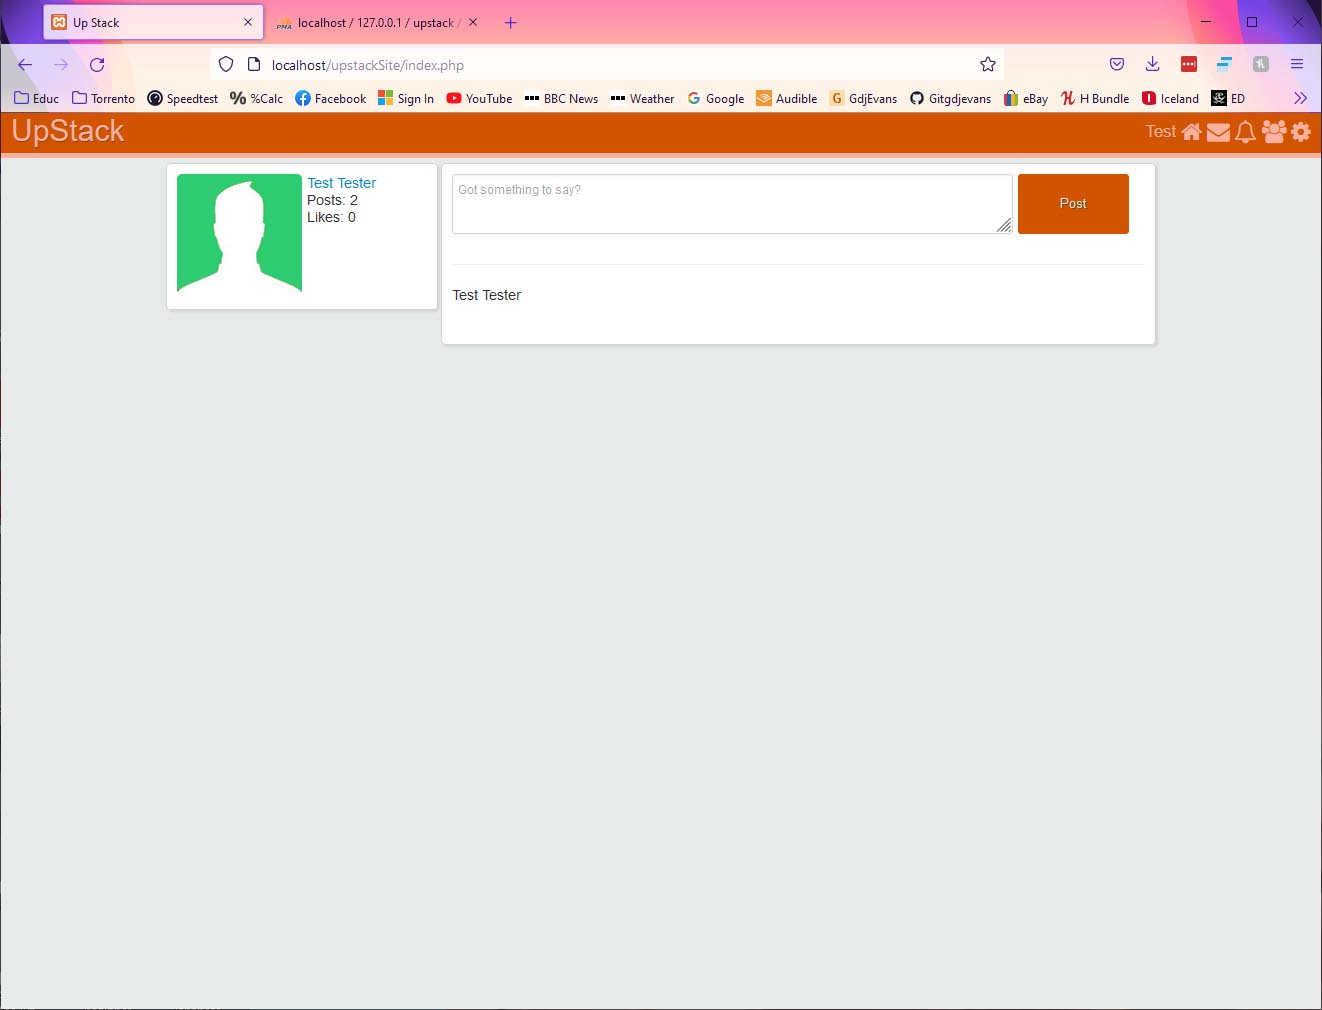 Up Stack
localhost / 127.0.0.1 / upstack /
localhost/upstackSite/index.php
Educ Torrento Speedtest %Calc Facebook Sign In YouTube BBC News Weather Google Audible GdjEvans Gitgdjevans eBay H Bundle Iceland ED
UpStack
Test
Test Tester
Posts: 2
Likes: 0
Got something to say?
Post
Test Tester